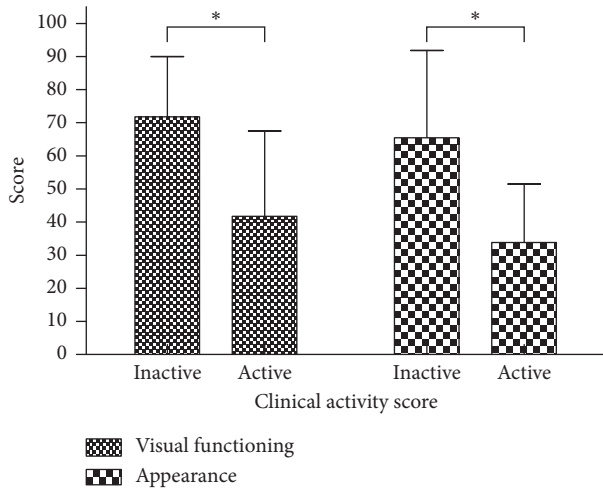 * *
100
90
80
70
60
50
40
30
20
10
0
Score
Inactive Active Inactive Active
Clinical activity score
Visual functioning
Appearance